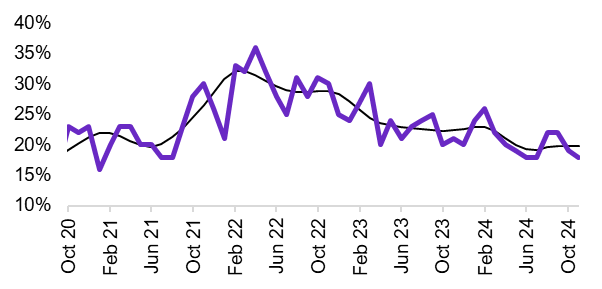 40%
35%
30%
25%
20%
15%
10%
Oct 20
Feb 21
Jun 21
Oct 21
Feb 22
Jun 22
Oct 22
Feb 23
Jun 23
Oct 23
Feb 24
Jun 24
Oct 24